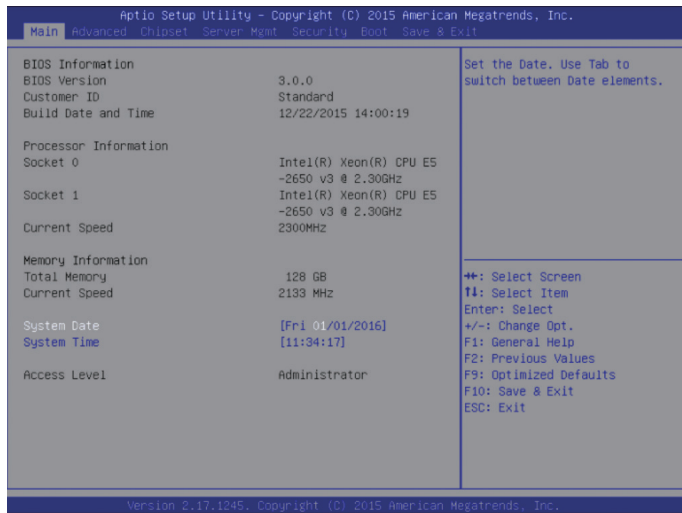 Aptio Setup Utility – Copyright (C) 2015 American Megatrends, Inc.
Main Advanced Chipset Server Mgmt Security Boot Save & Exit
BIOS Information
BIOS Version 3.0.0
Customer ID Standard
Build Date and Time 12/22/2015 14:00:19
Processor Information
Socket 0 Intel(R) Xeon(R) CPU E5
-2650 v3 @ 2.30GHz
Socket 1 Intel(R) Xeon(R) CPU E5
-2650 v3 @ 2.30GHz
Current Speed 2300MHz
Memory Information
Total Memory 128 GB
Current Speed 2133 MHz
System Date [Fri 01/01/2016]
System Time [11:34:17]
Access Level Administrator
Set the Date. Use Tab to
switch between Date elements.
→←: Select Screen
↑↓: Select Item
Enter: Select
+/-: Change Opt.
F1: General Help
F2: Previous Values
F9: Optimized Defaults
F10: Save & Exit
ESC: Exit
Version 2.17.1245. Copyright (C) 2015 American Megatrends, Inc.